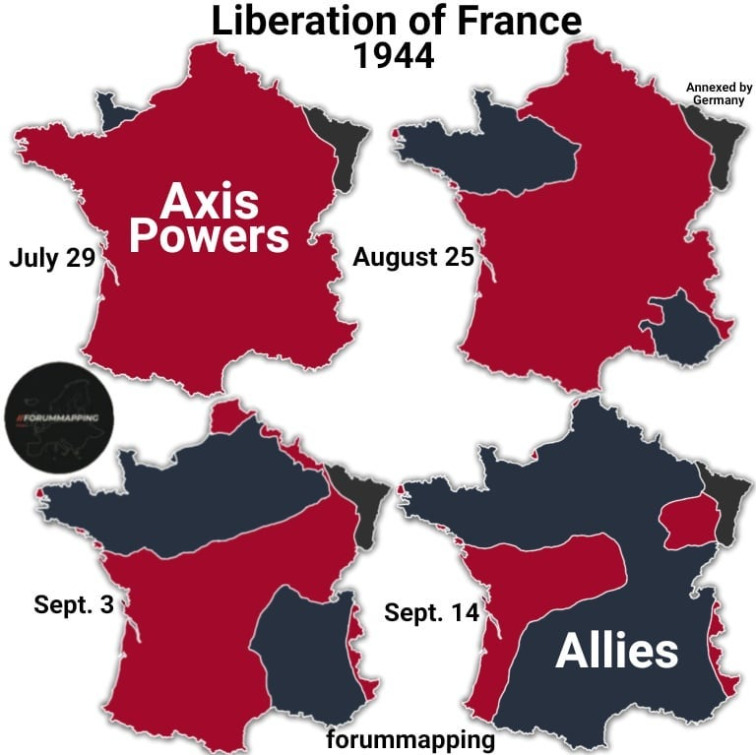 Liberation of France
1944
Annexed by
Germany
Axis
Powers
July 29
August 25
#FORUMMAPPING
Sept. 3
Sept. 14
Allies
forummapping